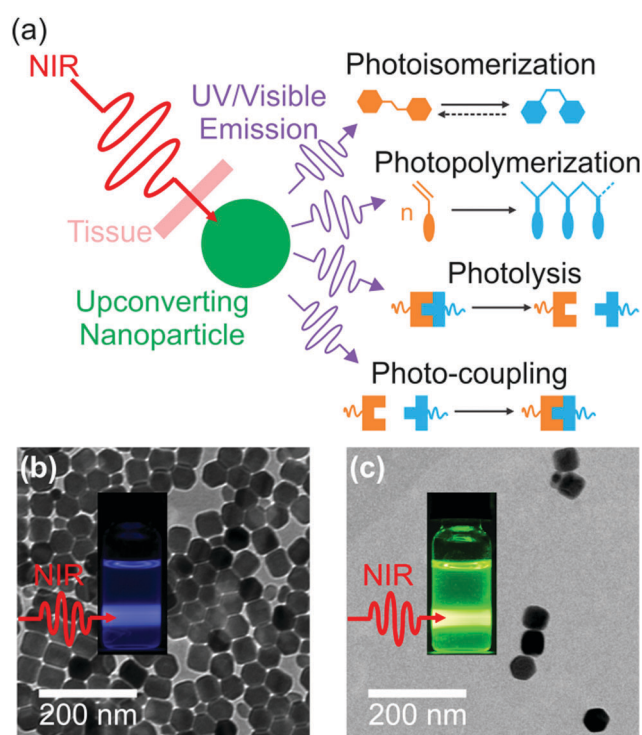 (a)
NIR
UV/Visible
Emission
Tissue
Upconverting
Nanoparticle
Photoisomerization
Photopolymerization
n
Photolysis
Photo-coupling
(b)
NIR
200 nm
(c)
NIR
200 nm